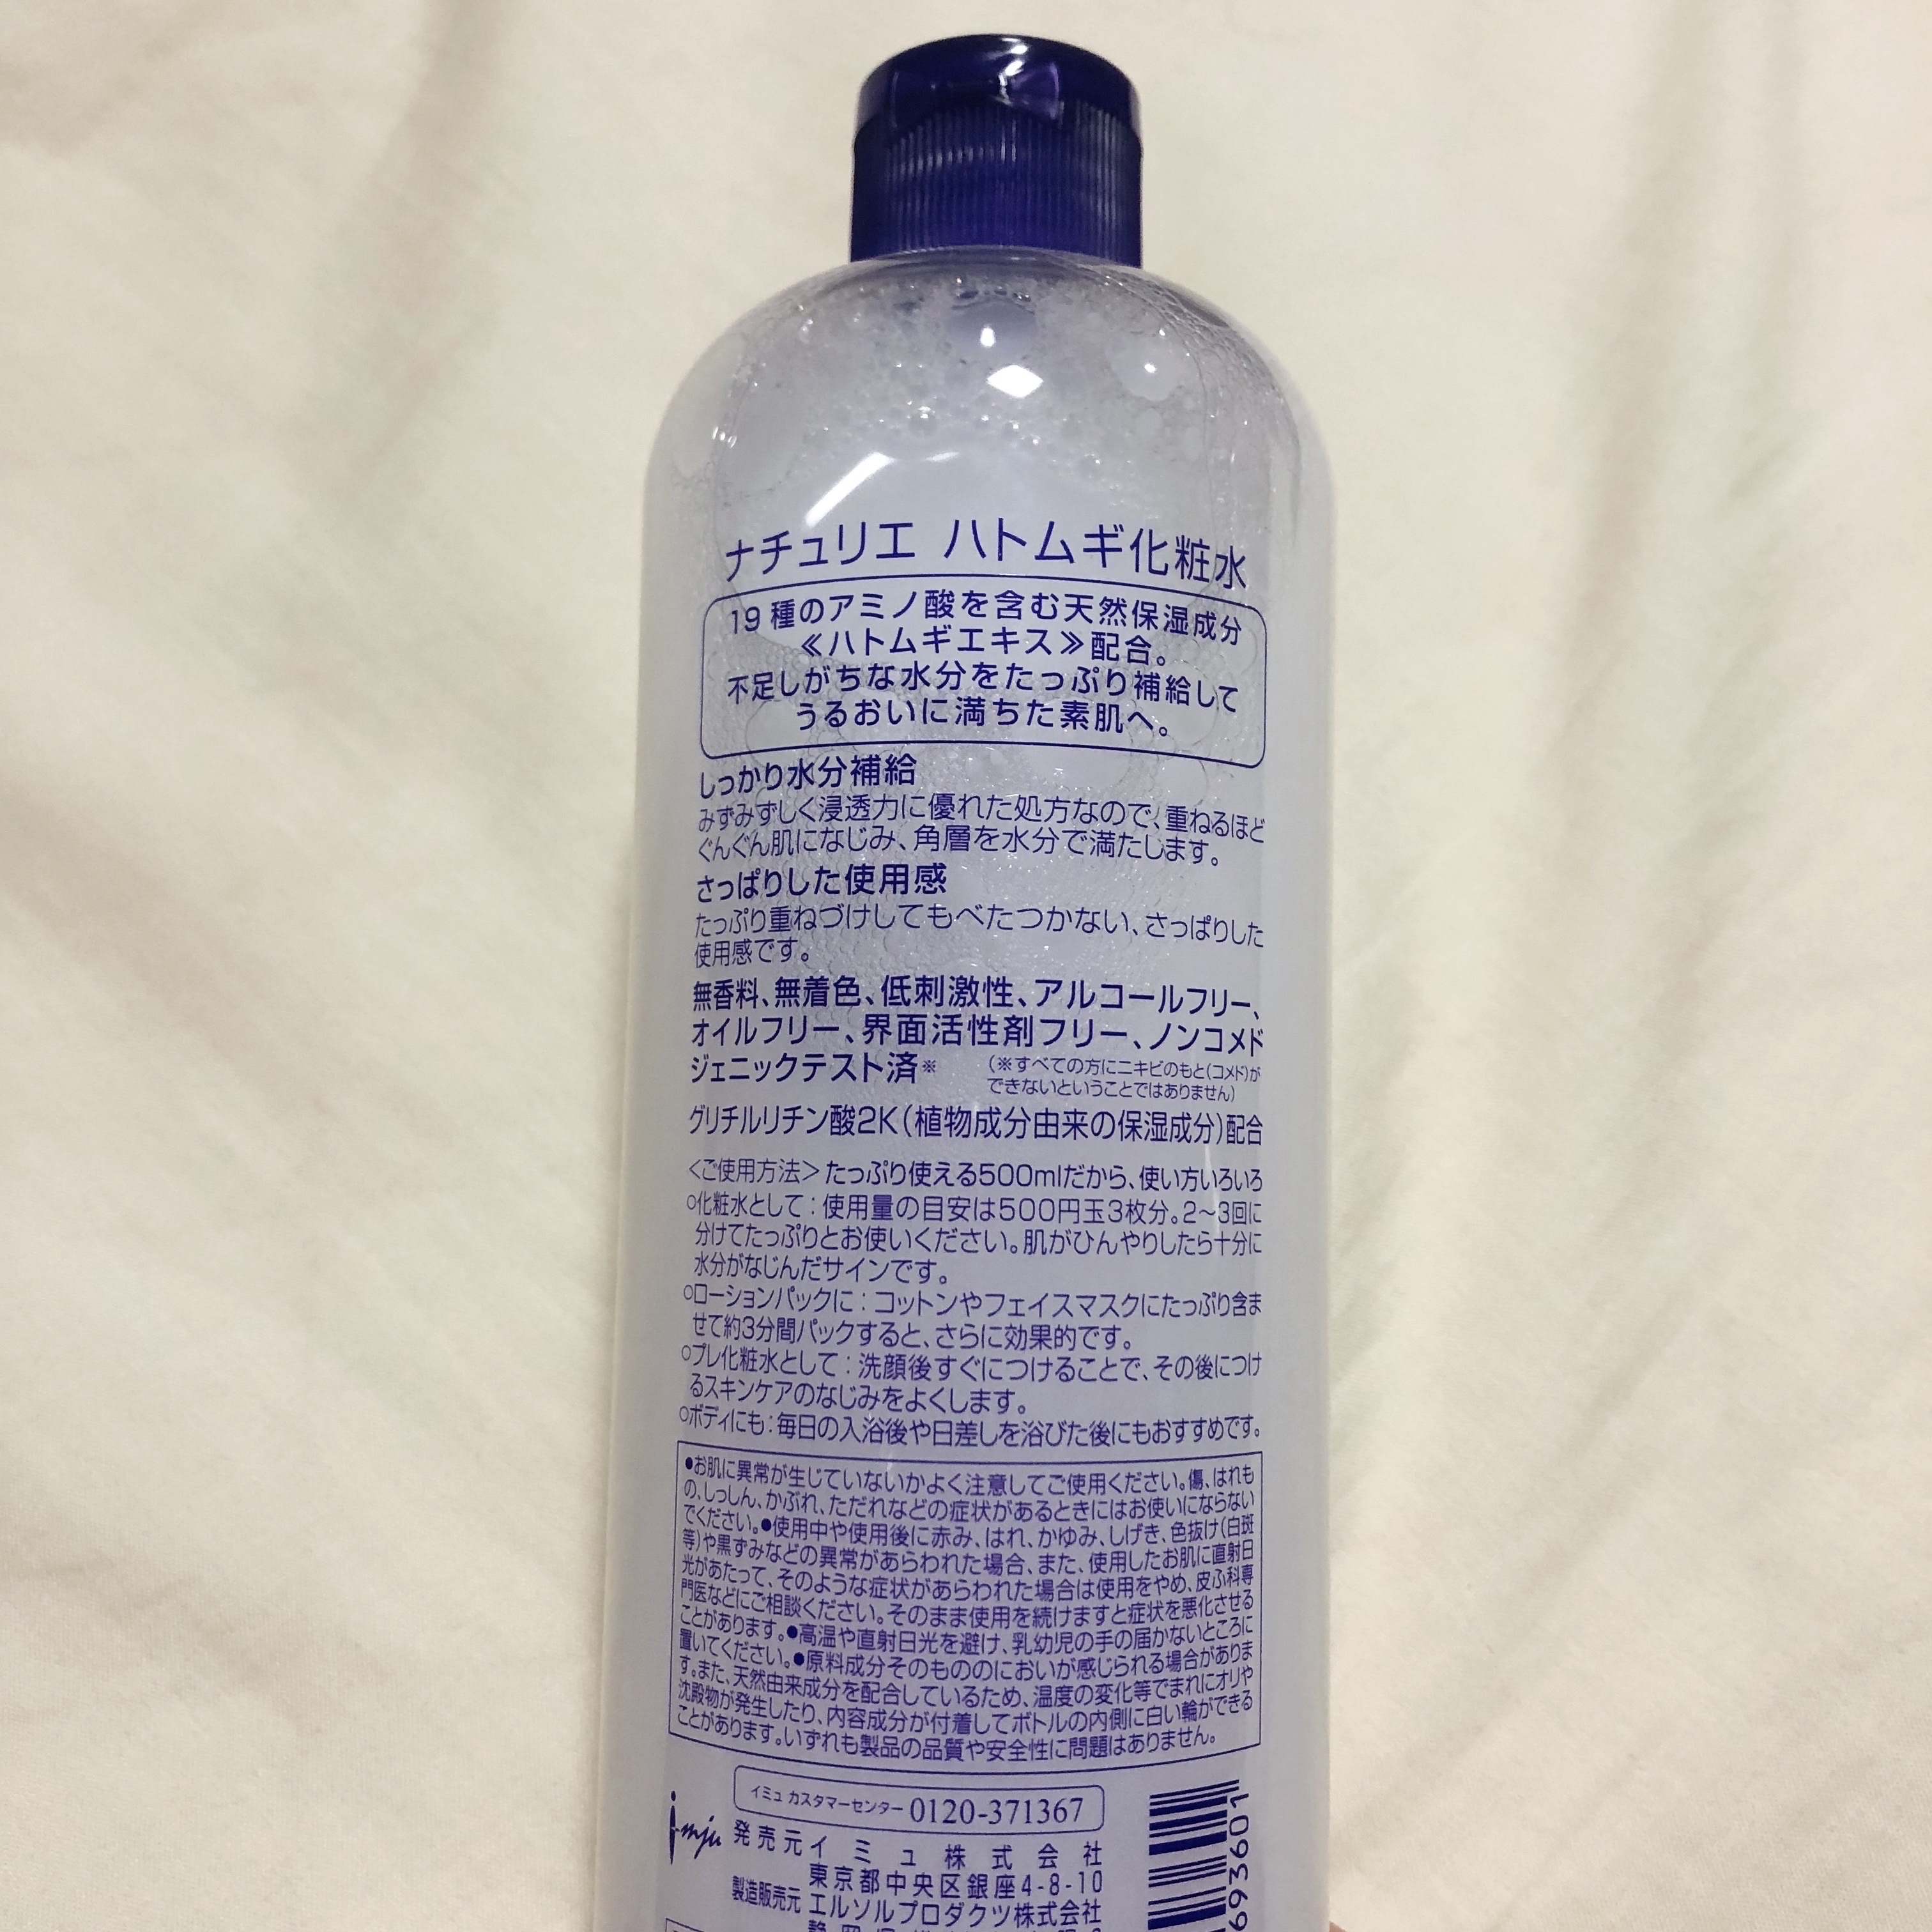 ナチュリエ ハトムギ化粧水
19種のアミノ酸を含む天然保湿成分
≪ハトムギエキス≫配合。
不足しがちな水分をたっぷり補給して
うるおいに満ちた素肌へ。
しっかり水分補給
みずみずしく浸透力に優れた処方なので、重ねるほど
ぐんぐん肌になじみ、角層を水分で満たします。
さっぱりした使用感
たっぷり重ねづけしてもべたつかない、さっぱりした
使用感です。
無香料、無着色、低刺激性、アルコールフリー、
オイルフリー、界面活性剤フリー、ノンコメド
ジェニックテスト済※
(※すべての方にニキビのもと(コメド)が
できないということではありません)
グリチルリチン酸2K(植物成分由来の保湿成分)配合
<ご使用方法>たっぷり使える500mlだから、使い方いろいろ
○化粧水として:使用量の目安は500円玉3枚分。2~3回に
分けてたっぷりとお使いください。肌がひんやりしたら十分に
水分がなじんだサインです。
○ローションパックに:コットンやフェイスマスクにたっぷり含ま
せて約3分間パックすると、さらに効果的です。
○プレ化粧水として:洗顔後すぐにつけることで、その後につけ
るスキンケアのなじみをよくします。
○ボディにも:毎日の入浴後や日差しを浴びた後にもおすすめです。
●お肌に異常が生じていないかよく注意してご使用ください。傷、はれも
の、しっしん、かぶれ、ただれなどの症状があるときにはお使いにならない
でください。●使用中や使用後に赤み、はれ、かゆみ、しげき、色抜け(白斑
等)や黒ずみなどの異常があらわれた場合、また、使用したお肌に直射日
光があたって、そのような症状があらわれた場合は使用をやめ、皮ふ科専
門医などにご相談ください。そのまま使用を続けますと症状を悪化させる
ことがあります。●高温や直射日光を避け、乳幼児の手の届かないところに
置いてください。●原料成分そのもののにおいが感じられる場合がありま
す。また、天然由来成分を配合しているため、温度の変化等でまれにオリや
沈殿物が発生したり、内容成分が付着してボトルの内側に白い輪ができる
ことがあります。いずれも製品の品質や安全性に問題はありません。
イミュ カスタマーセンター 0120-371367
i-mju
発売元 イミュ株式会社
東京都中央区銀座4-8-10
製造販売元 エルソルプロダクツ株式会社
693601